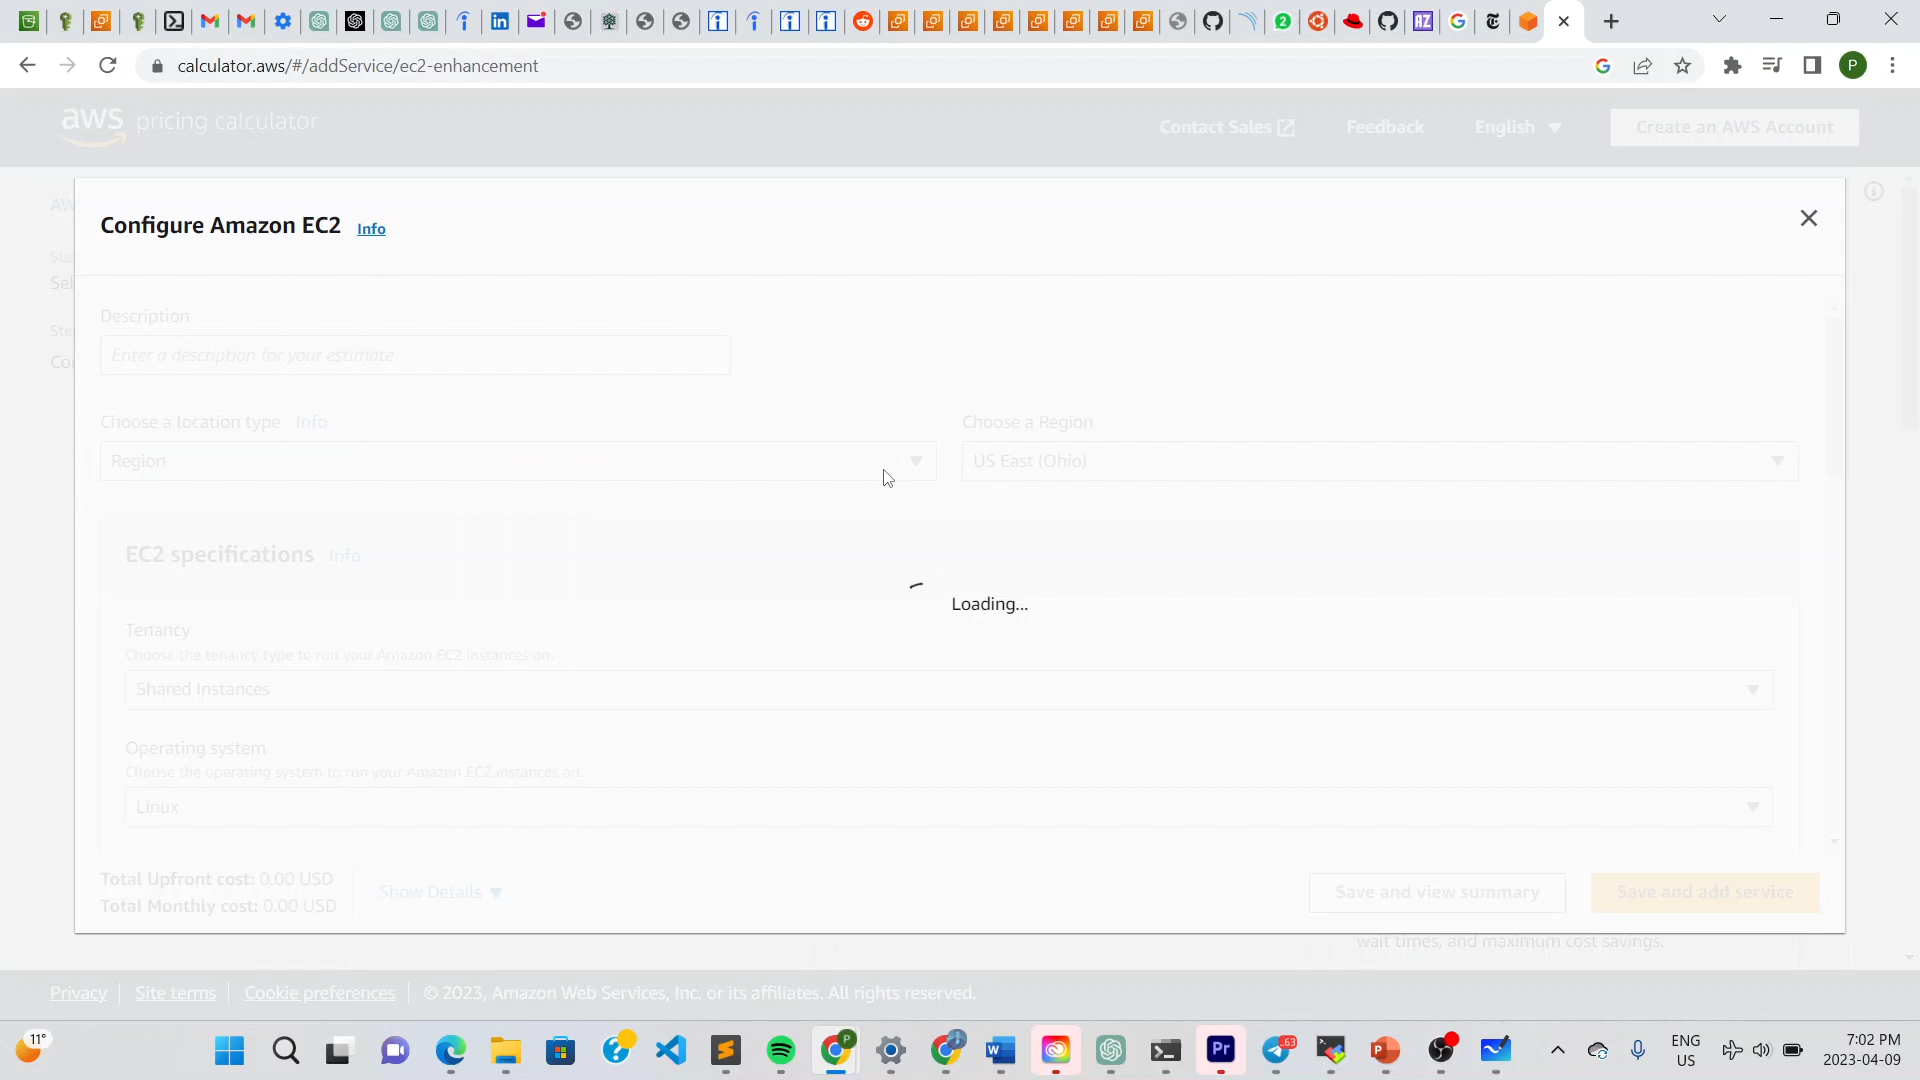 calculator.aws/#/addService/ec2-enhancement
aws pricing calculator
Contact Sales
Feedback
English
Create an AWS Account
AW
Configure Amazon EC2 Info
Ste
Sel
Description
Ste
Enter a description for your estimate
Con
Choose a location type Info
Choose a Region
Region
US East (Ohio)
EC2 specifications Info
Loading...
Tenancy
Choose the tenancy type to run your Amazon EC2 instances on.
Shared Instances
Operating system
Choose the operating system to run your Amazon EC2 instances on.
Linux
Total Upfront cost: 0.00 USD
Total Monthly cost: 0.00 USD
Show Details
Save and view summary
Save and add service
wait times, and maximum cost savings.
Privacy
Site terms
Cookie preferences
© 2023, Amazon Web Services, Inc. or its affiliates. All rights reserved.
11°
ENG
US
7:02 PM
2023-04-09